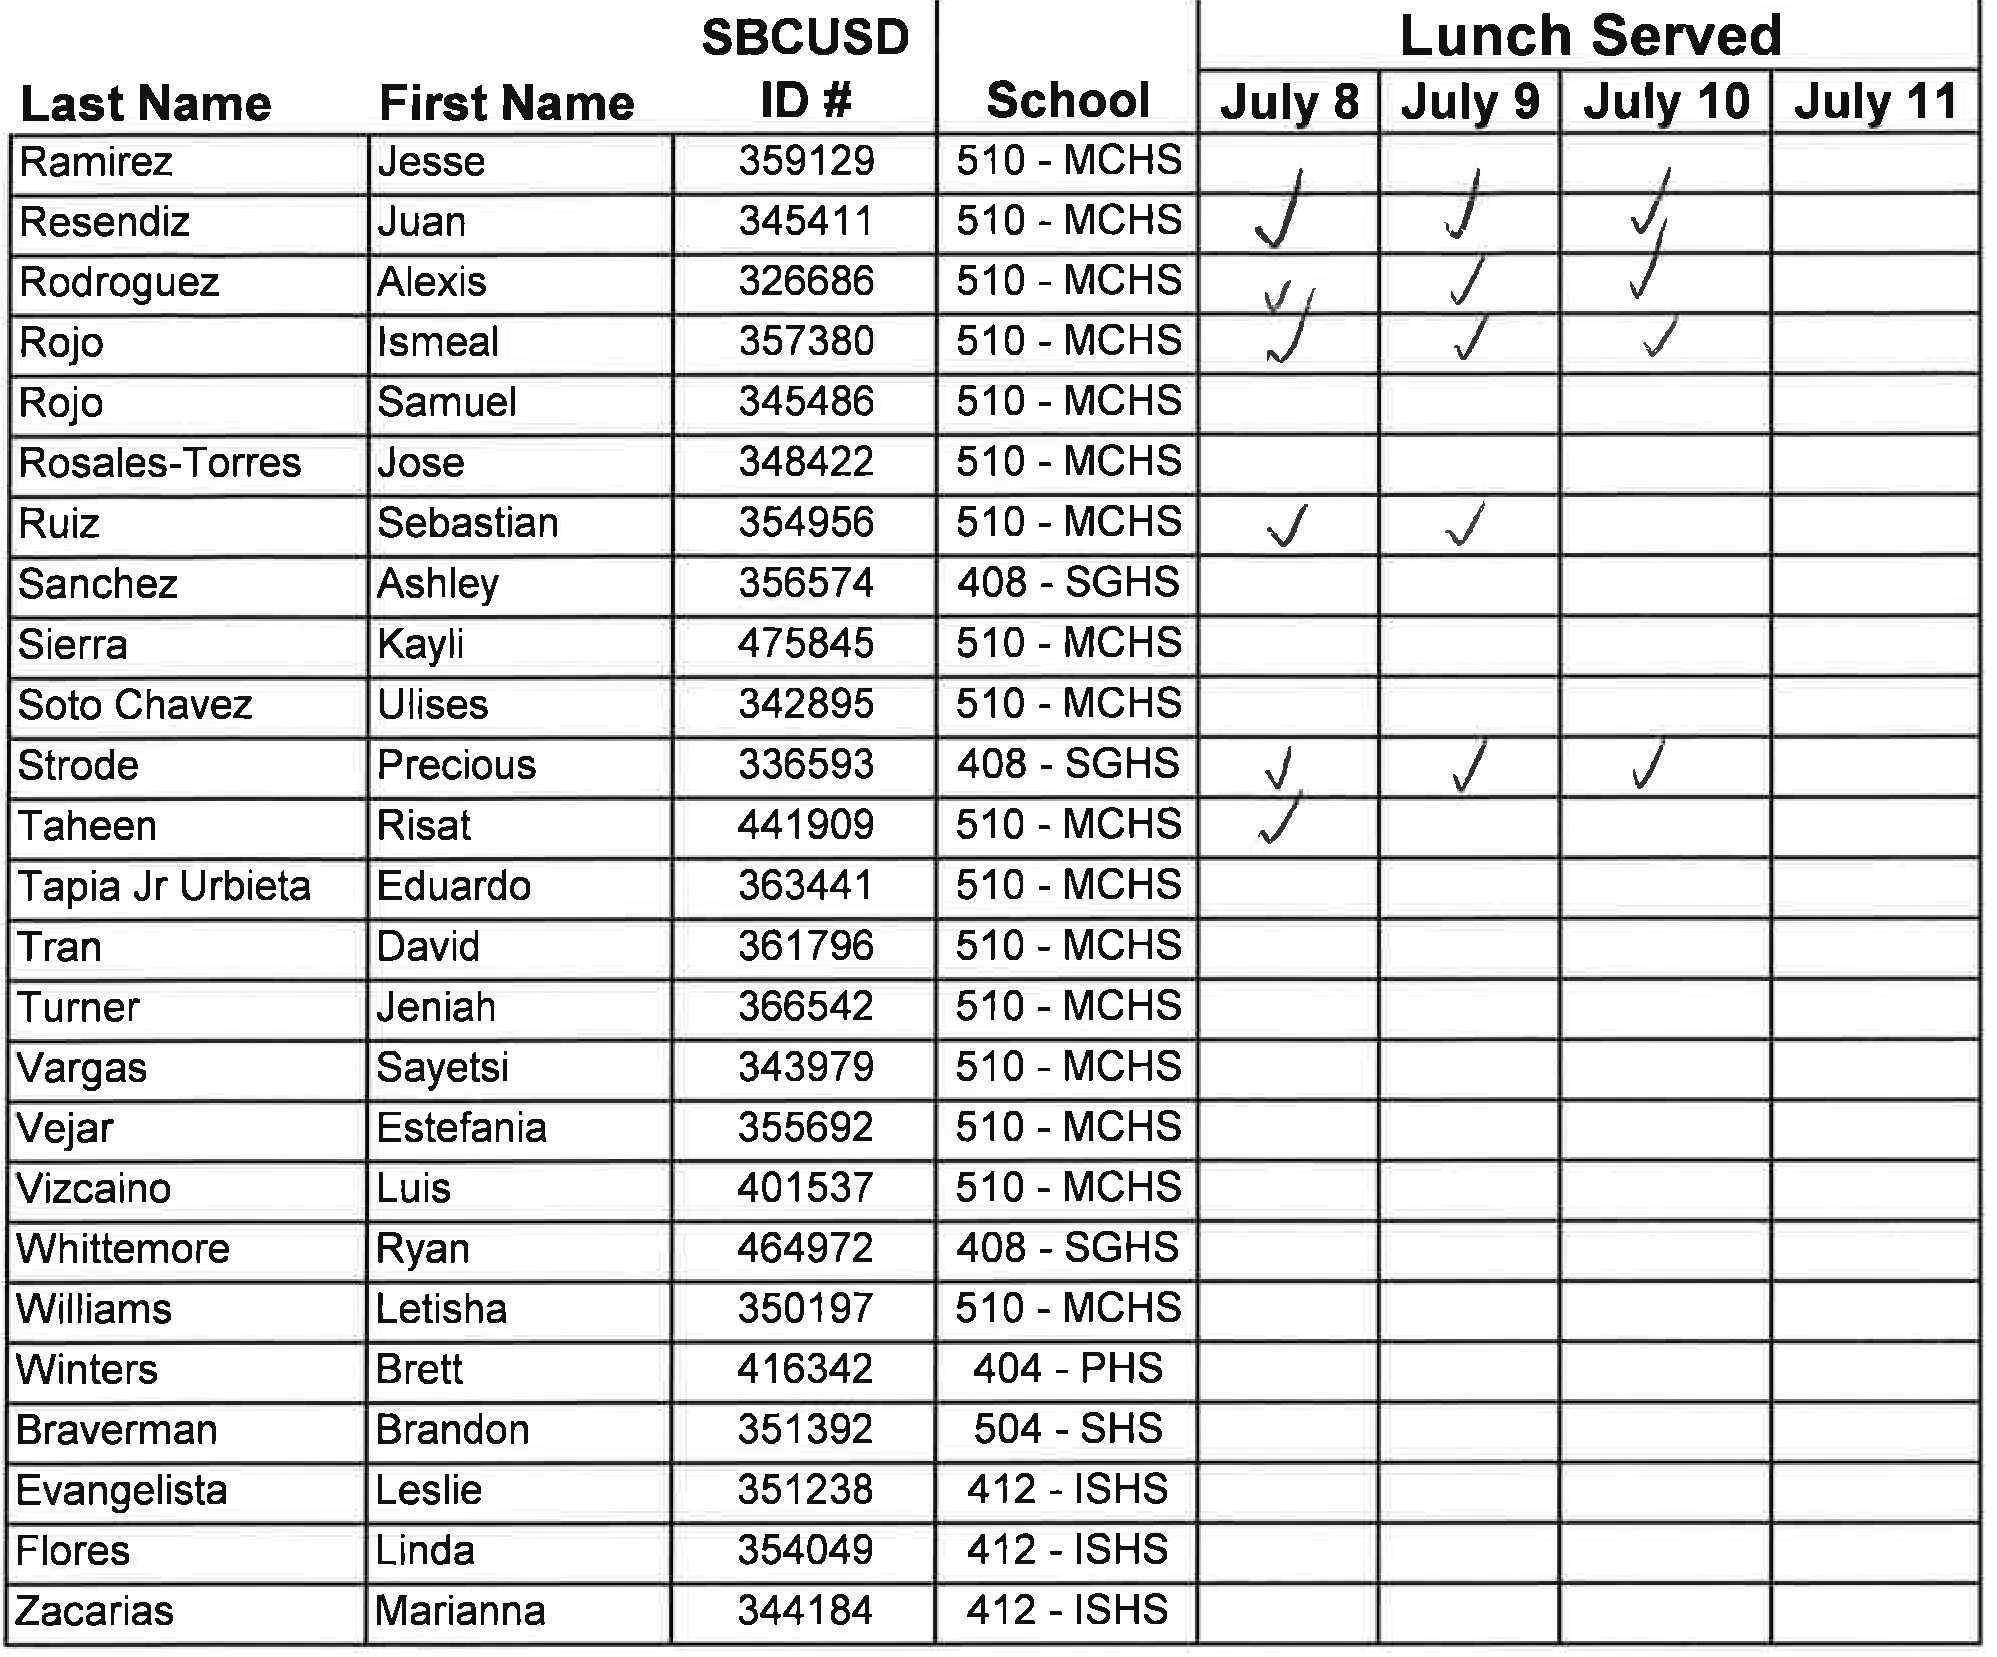 SBCUSD Lunch Served
Last Name First Name ID # School July 8 July 9 July 10 July 11
Ramirez Jesse 359129 510 - MCHS
Resendiz Juan 345411 510 - MCHS ✓ ✓ ✓
Rodroguez Alexis 326686 510 - MCHS ✓ ✓ ✓
Rojo Ismeal 357380 510 - MCHS ✓ ✓ ✓
Rojo Samuel 345486 510 - MCHS
Rosales-Torres Jose 348422 510 - MCHS
Ruiz Sebastian 354956 510 - MCHS ✓ ✓
Sanchez Ashley 356574 408 - SGHS
Sierra Kayli 475845 510 - MCHS
Soto Chavez Ulises 342895 510 - MCHS
Strode Precious 336593 408 - SGHS ✓ ✓ ✓
Taheen Risat 441909 510 - MCHS ✓
Tapia Jr Urbieta Eduardo 363441 510 - MCHS
Tran David 361796 510 - MCHS
Turner Jeniah 366542 510 - MCHS
Vargas Sayetsi 343979 510 - MCHS
Vejar Estefania 355692 510 - MCHS
Vizcaino Luis 401537 510 - MCHS
Whittemore Ryan 464972 408 - SGHS
Williams Letisha 350197 510 - MCHS
Winters Brett 416342 404 - PHS
Braverman Brandon 351392 504 - SHS
Evangelista Leslie 351238 412 - ISHS
Flores Linda 354049 412 - ISHS
Zacarias Marianna 344184 412 - ISHS